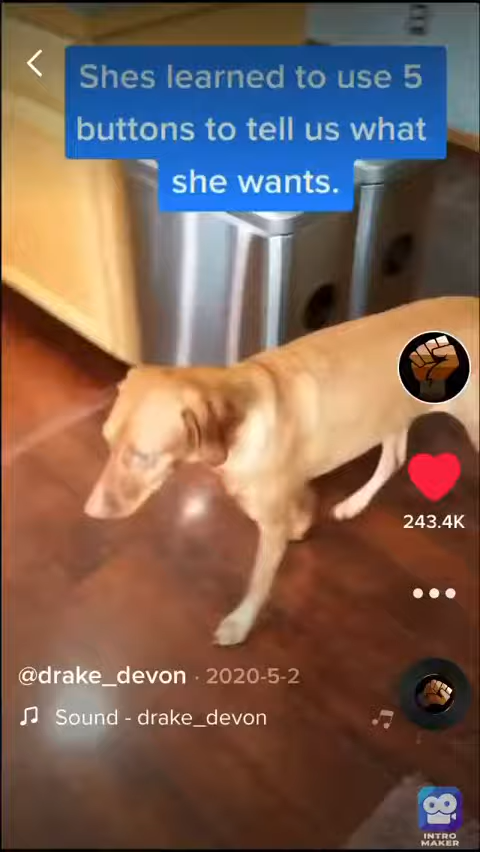 Shes learned to use 5
buttons to tell us what
she wants.
243.4K
@drake_devon · 2020-5-2
Sound - drake_devon
INTRO
MAKER